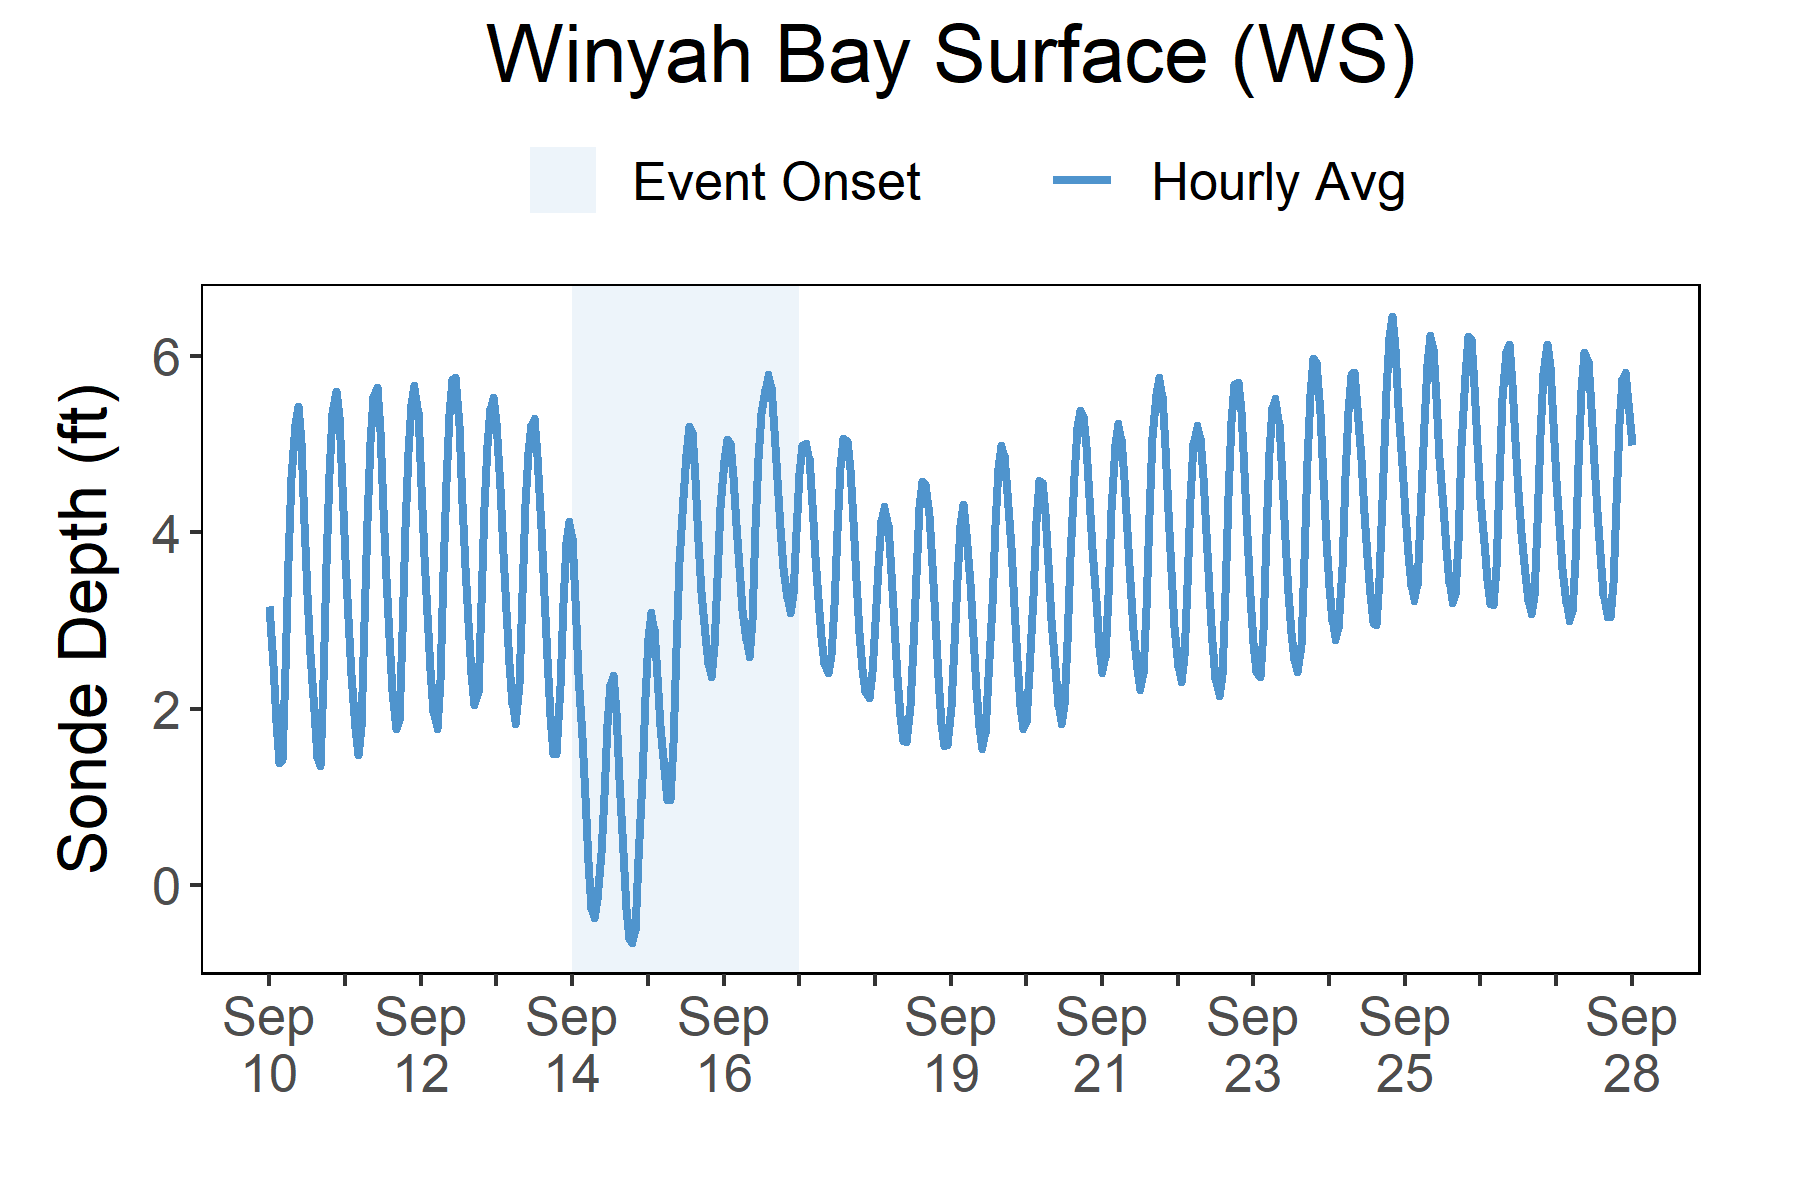 Winyah Bay Surface (WS)
Event Onset Hourly Avg
Sonde Depth (ft)
6
4
2
0
Sep Sep Sep Sep Sep Sep Sep Sep Sep
10 12 14 16 19 21 23 25 28